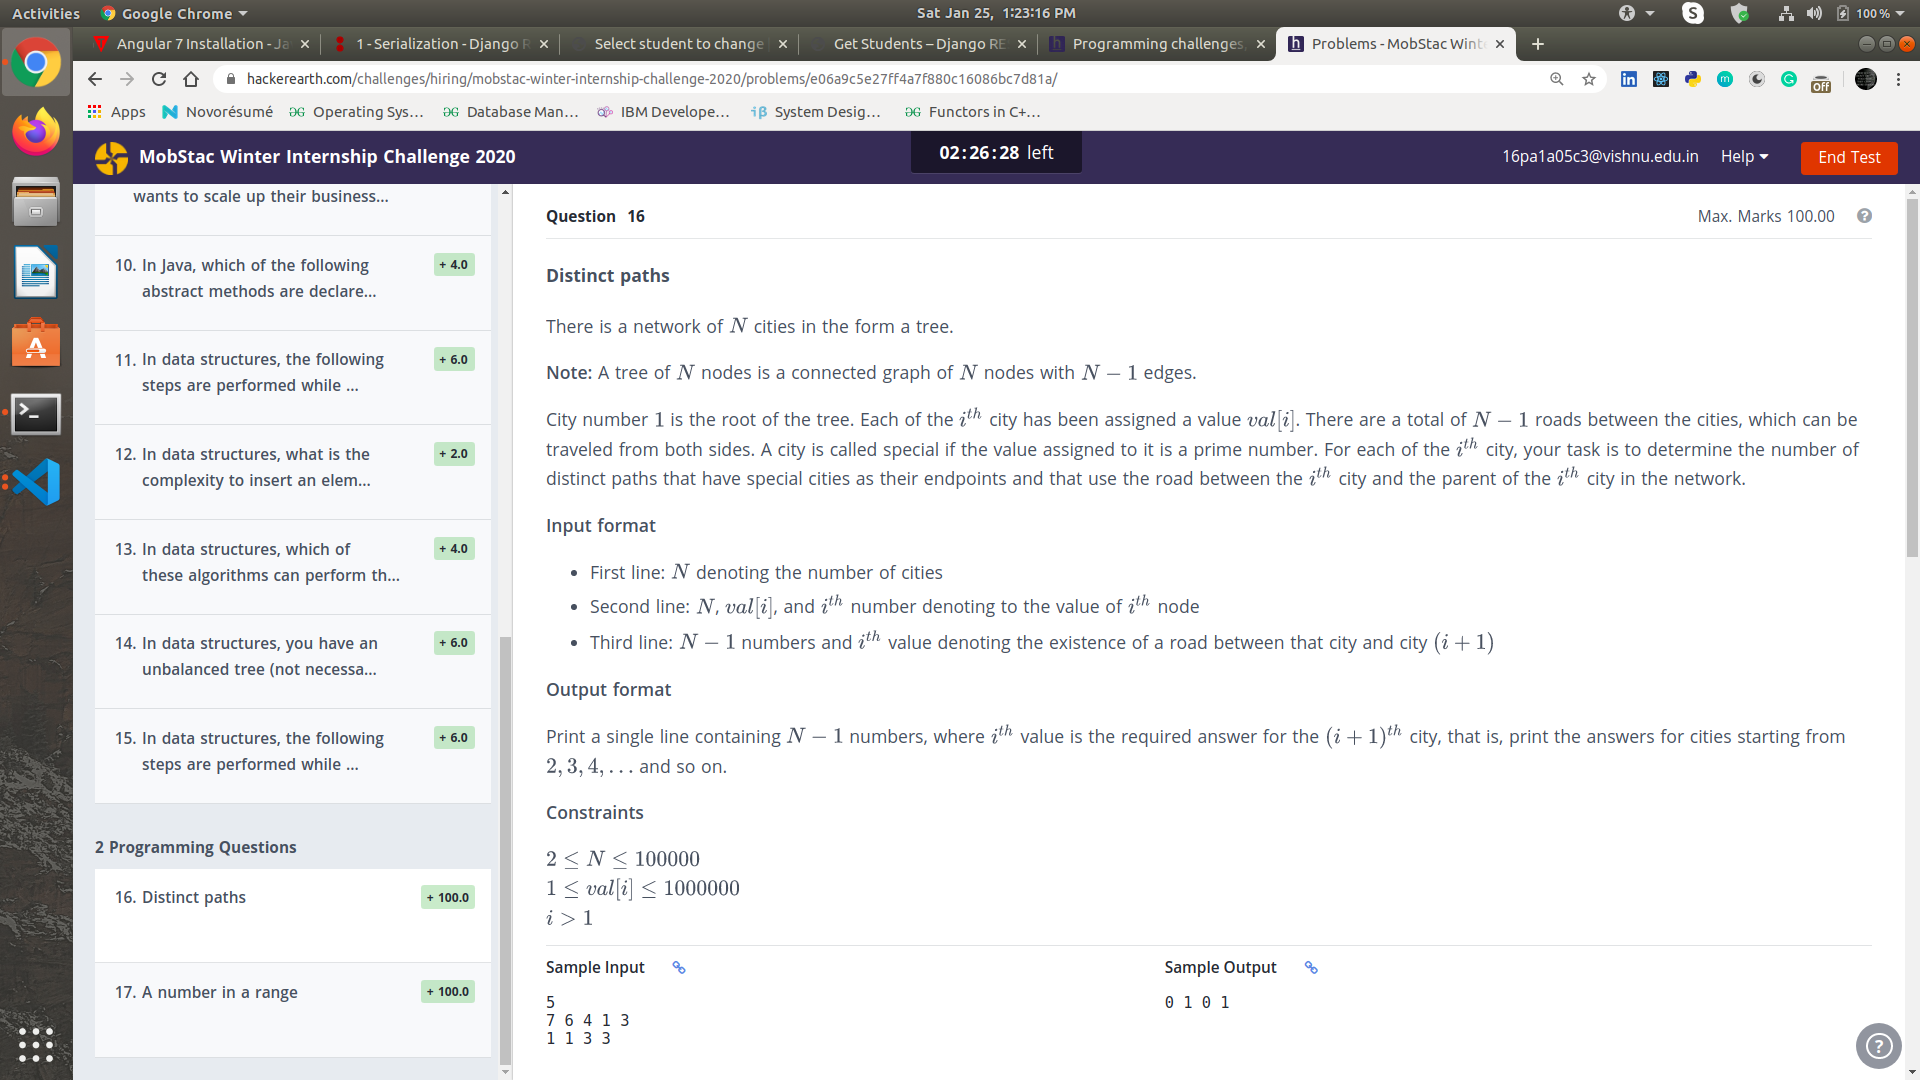 Activities Google Chrome Sat Jan 25, 1:23:16 PM 100 %
Angular 7 Installation - Ja 1 - Serialization - Django R Select student to change Get Students – Django RE Programming challenges, Problems - MobStac Winte
hackerearth.com/challenges/hiring/mobstac-winter-internship-challenge-2020/problems/e06a9c5e27ff4a7f880c16086bc7d81a/ Off
Apps Novorésumé Operating Sys... Database Man... IBM Develope... System Desig... Functors in C+...
MobStac Winter Internship Challenge 2020 02:26:28 left 16pa1a05c3@vishnu.edu.in Help End Test
wants to scale up their business...
10. In Java, which of the following + 4.0
abstract methods are declare...
11. In data structures, the following + 6.0
steps are performed while ...
12. In data structures, what is the + 2.0
complexity to insert an elem...
13. In data structures, which of + 4.0
these algorithms can perform th...
14. In data structures, you have an + 6.0
unbalanced tree (not necessa...
15. In data structures, the following + 6.0
steps are performed while ...
2 Programming Questions
16. Distinct paths + 100.0
17. A number in a range + 100.0
Question 16 Max. Marks 100.00 ?
Distinct paths
There is a network of N cities in the form a tree.
Note: A tree of N nodes is a connected graph of N nodes with N − 1 edges.
City number 1 is the root of the tree. Each of the i^th city has been assigned a value val[i]. There are a total of N − 1 roads between the cities, which can be
traveled from both sides. A city is called special if the value assigned to it is a prime number. For each of the i^th city, your task is to determine the number of
distinct paths that have special cities as their endpoints and that use the road between the i^th city and the parent of the i^th city in the network.
Input format
• First line: N denoting the number of cities
• Second line: N, val[i], and i^th number denoting to the value of i^th node
• Third line: N − 1 numbers and i^th value denoting the existence of a road between that city and city (i + 1)
Output format
Print a single line containing N − 1 numbers, where i^th value is the required answer for the (i + 1)^th city, that is, print the answers for cities starting from
2, 3, 4, … and so on.
Constraints
2 ≤ N ≤ 100000
1 ≤ val[i] ≤ 1000000
i > 1
Sample Input Sample Output
5 0 1 0 1
7 6 4 1 3
1 1 3 3
?